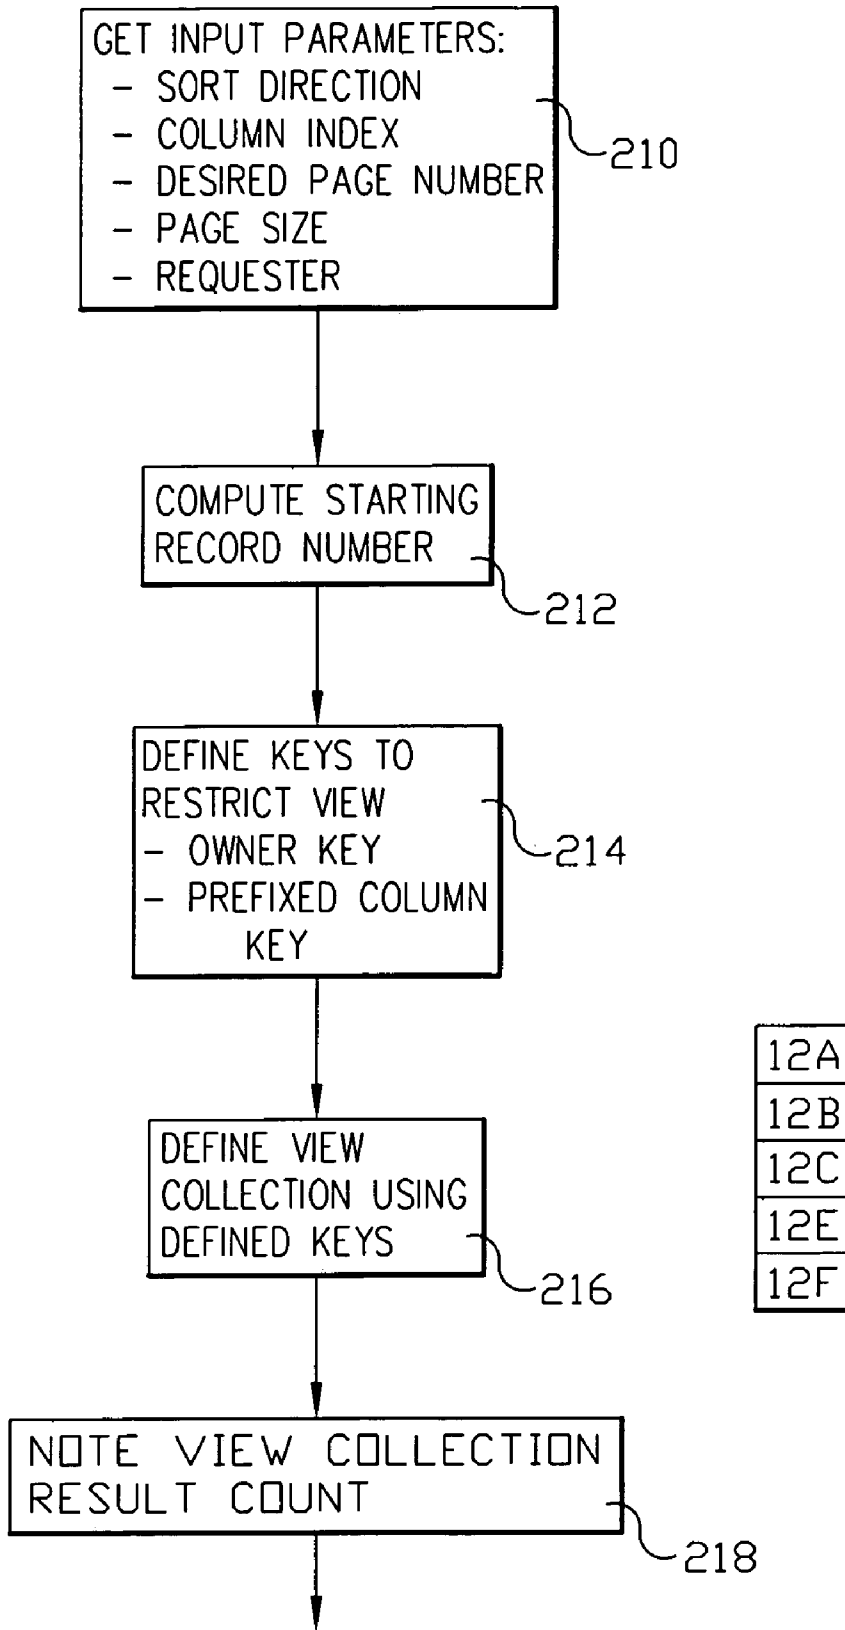 GET INPUT PARAMETERS:
- SORT DIRECTION
- COLUMN INDEX
- DESIRED PAGE NUMBER
- PAGE SIZE
- REQUESTER
210
COMPUTE STARTING
RECORD NUMBER
212
DEFINE KEYS TO
RESTRICT VIEW
- OWNER KEY
- PREFIXED COLUMN
KEY
214
DEFINE VIEW
COLLECTION USING
DEFINED KEYS
216
NOTE VIEW COLLECTION
RESULT COUNT
218
12A
12B
12C
12E
12F